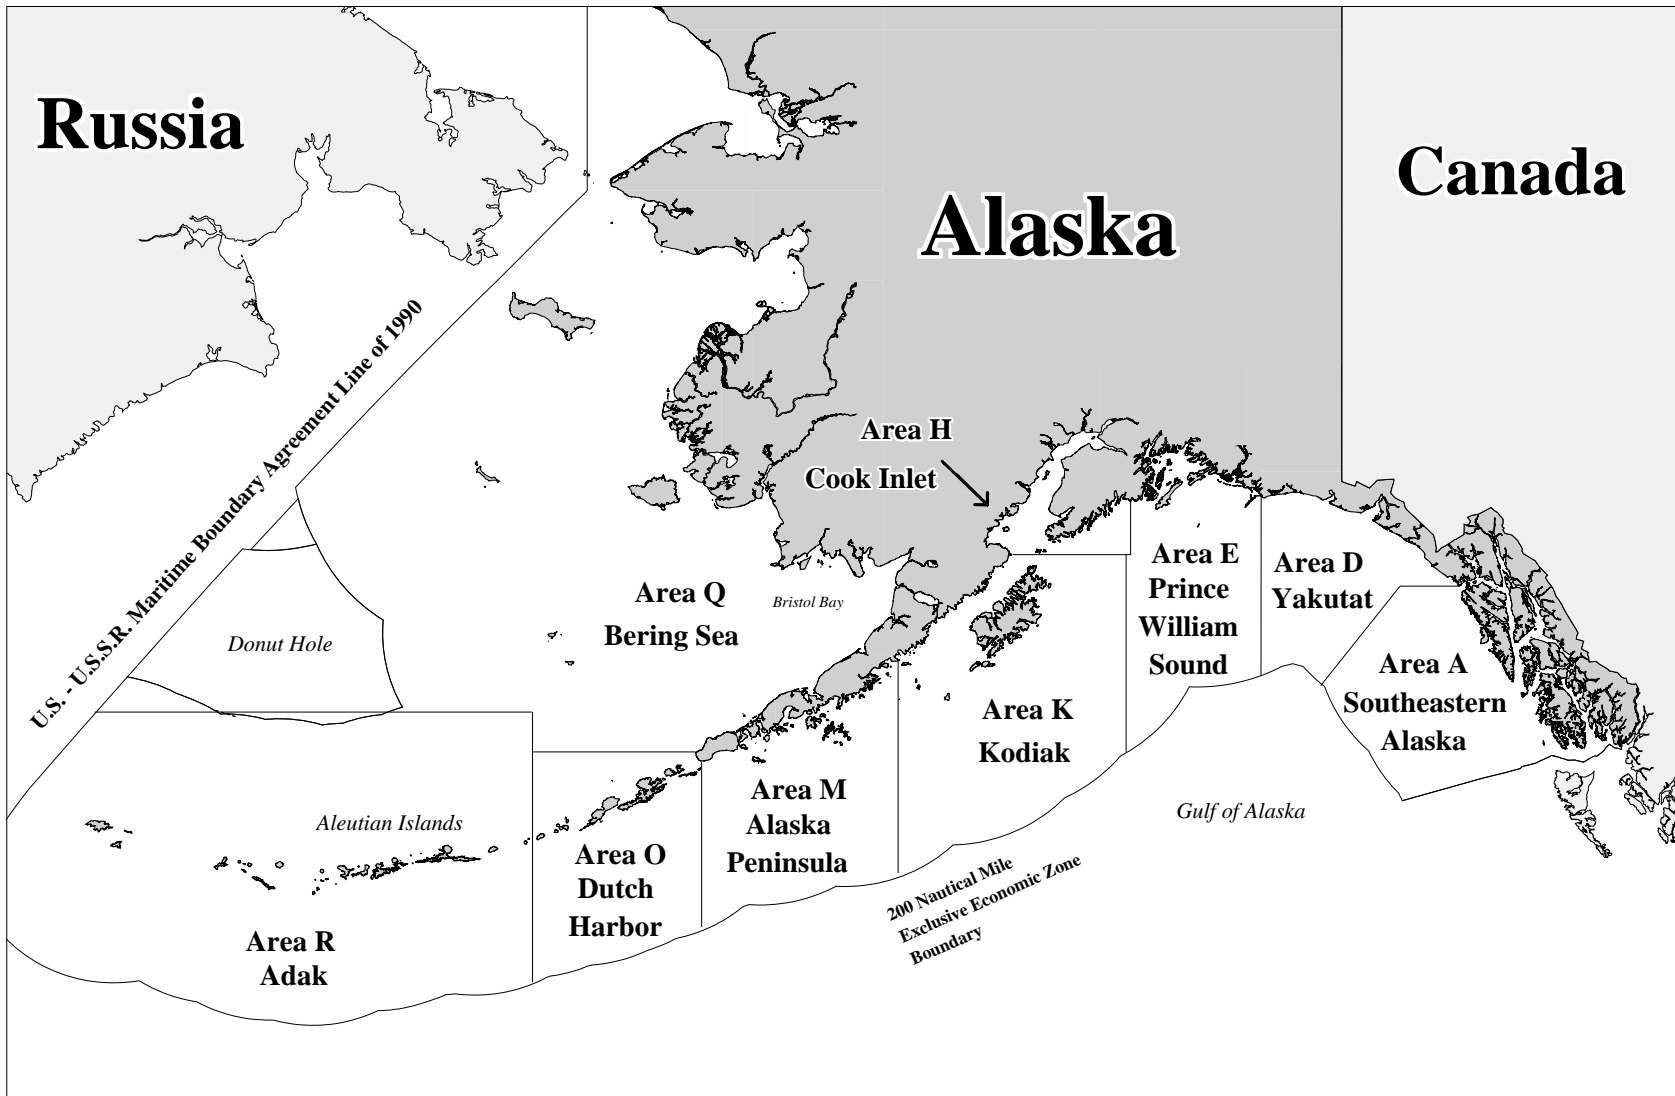 Russia
Canada
Alaska
U.S. - U.S.S.R. Maritime Boundary Agreement Line of 1990
Area H
Cook Inlet
Area E
Prince
William
Sound
Area D
Yakutat
Area Q
Bering Sea
Bristol Bay
Donut Hole
Area A
Southeastern
Alaska
Area K
Kodiak
Area M
Alaska
Peninsula
Gulf of Alaska
Aleutian Islands
Area O
Dutch
Harbor
200 Nautical Mile
Exclusive Economic Zone
Boundary
Area R
Adak